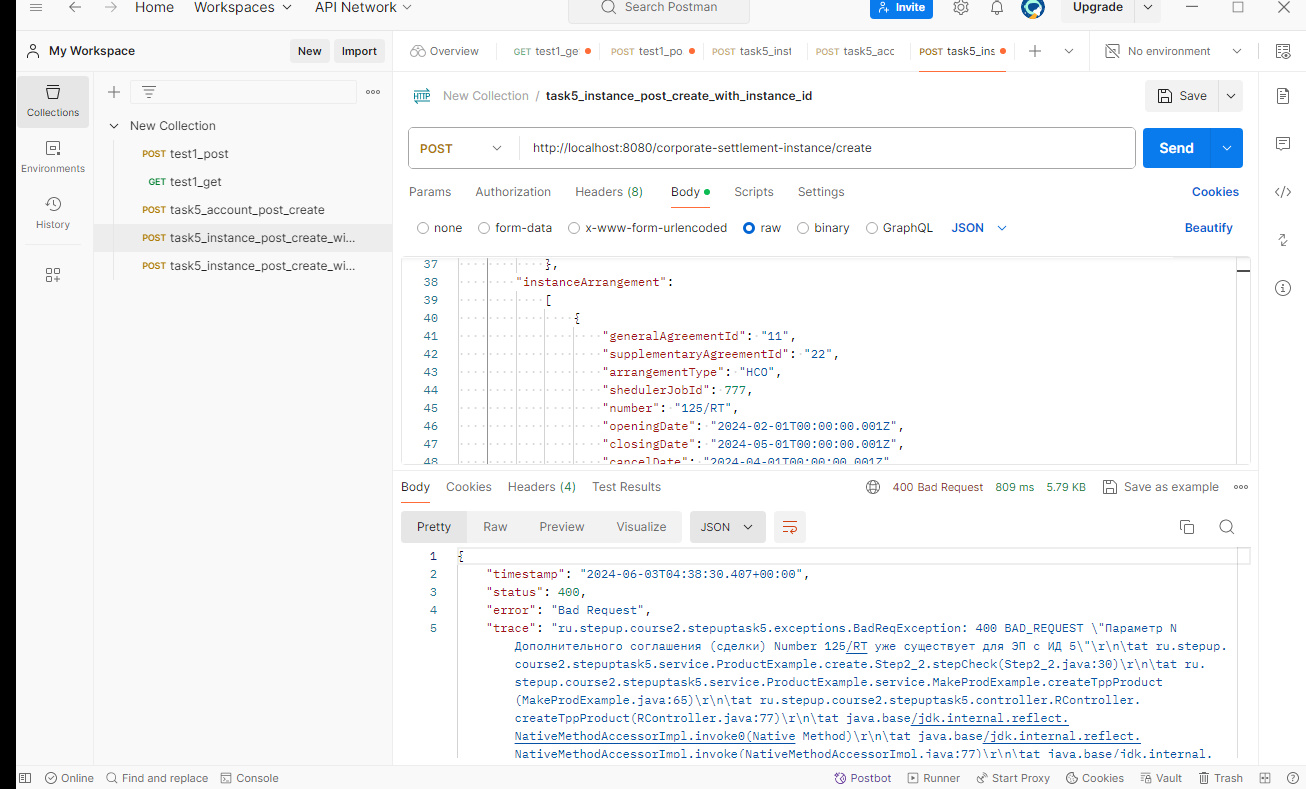 Home Workspaces API Network Search Postman Invite Upgrade
My Workspace New Import Overview GET test1_ge POST test1_po POST task5_inst POST task5_acc POST task5_ins No environment
Collections
Environments
History
New Collection
POST test1_post
GET test1_get
POST task5_account_post_create
POST task5_instance_post_create_wi...
POST task5_instance_post_create_wi...
HTTP New Collection / task5_instance_post_create_with_instance_id Save
POST http://localhost:8080/corporate-settlement-instance/create Send
Params Authorization Headers (8) Body Scripts Settings Cookies
none form-data x-www-form-urlencoded raw binary GraphQL JSON Beautify
37 },
38 "instanceArrangement":
39 [
40 {
41 "generalAgreementId": "11",
42 "supplementaryAgreementId": "22",
43 "arrangementType": "НСО",
44 "shedulerJobId": 777,
45 "number": "125/RT",
46 "openingDate": "2024-02-01T00:00:00.001Z",
47 "closingDate": "2024-05-01T00:00:00.001Z",
48 "cancelDate": "2024-04-01T00:00:00.001Z"
Body Cookies Headers (4) Test Results 400 Bad Request 809 ms 5.79 KB Save as example
Pretty Raw Preview Visualize JSON
1 {
2 "timestamp": "2024-06-03T04:38:30.407+00:00",
3 "status": 400,
4 "error": "Bad Request",
5 "trace": "ru.stepup.course2.stepuptask5.exceptions.BadReqException: 400 BAD_REQUEST \"Параметр N
Дополнительного соглашения (сделки) Number 125/RT уже существует для ЭП с ИД 5\"\r\n\tat ru.stepup.
course2.stepuptask5.service.ProductExample.create.Step2_2.stepCheck(Step2_2.java:30)\r\n\tat ru.
stepup.course2.stepuptask5.service.ProductExample.service.MakeProdExample.createTppProduct
(MakeProdExample.java:65)\r\n\tat ru.stepup.course2.stepuptask5.controller.RController.
createTppProduct(RController.java:77)\r\n\tat java.base/jdk.internal.reflect.
NativeMethodAccessorImpl.invoke0(Native Method)\r\n\tat java.base/jdk.internal.reflect.
NativeMethodAccessorImpl.invoke(NativeMethodAccessorImpl.java:77)\r\n\tat java.base/jdk.internal.
Online Find and replace Console Postbot Runner Start Proxy Cookies Vault Trash